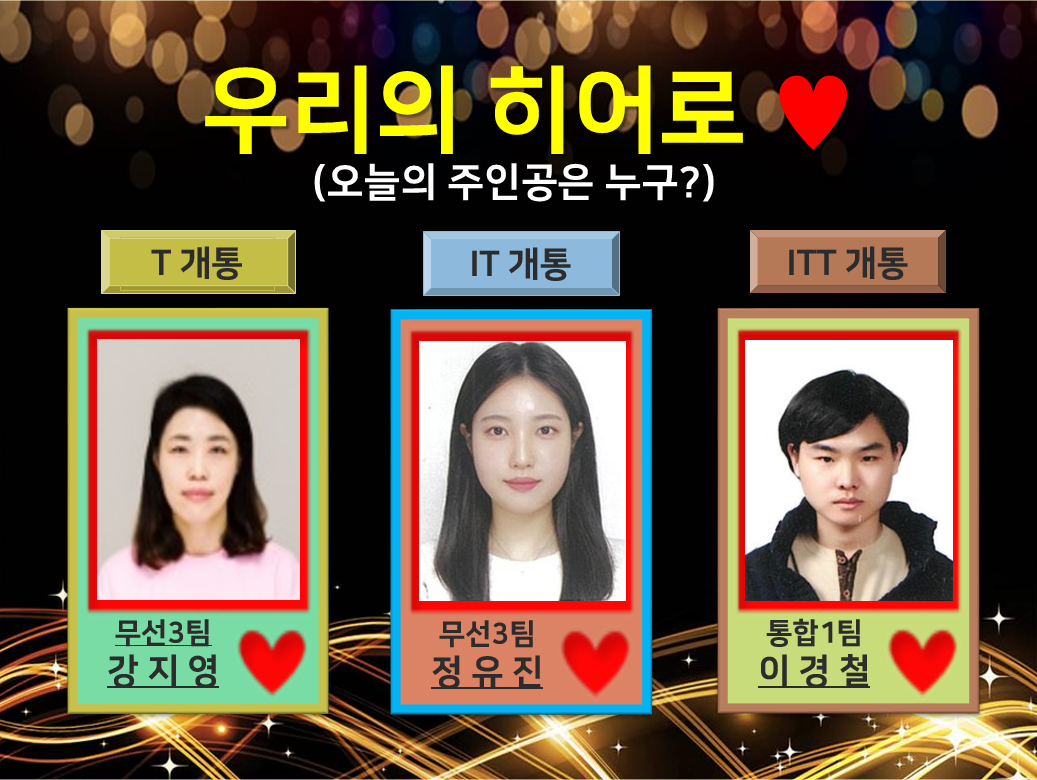 우리의 히어로
(오늘의 주인공은 누구?)
T 개통
IT 개통
ITT 개통
무선3팀
강 지 영
무선3팀
정 유 진
통합1팀
이 경 철